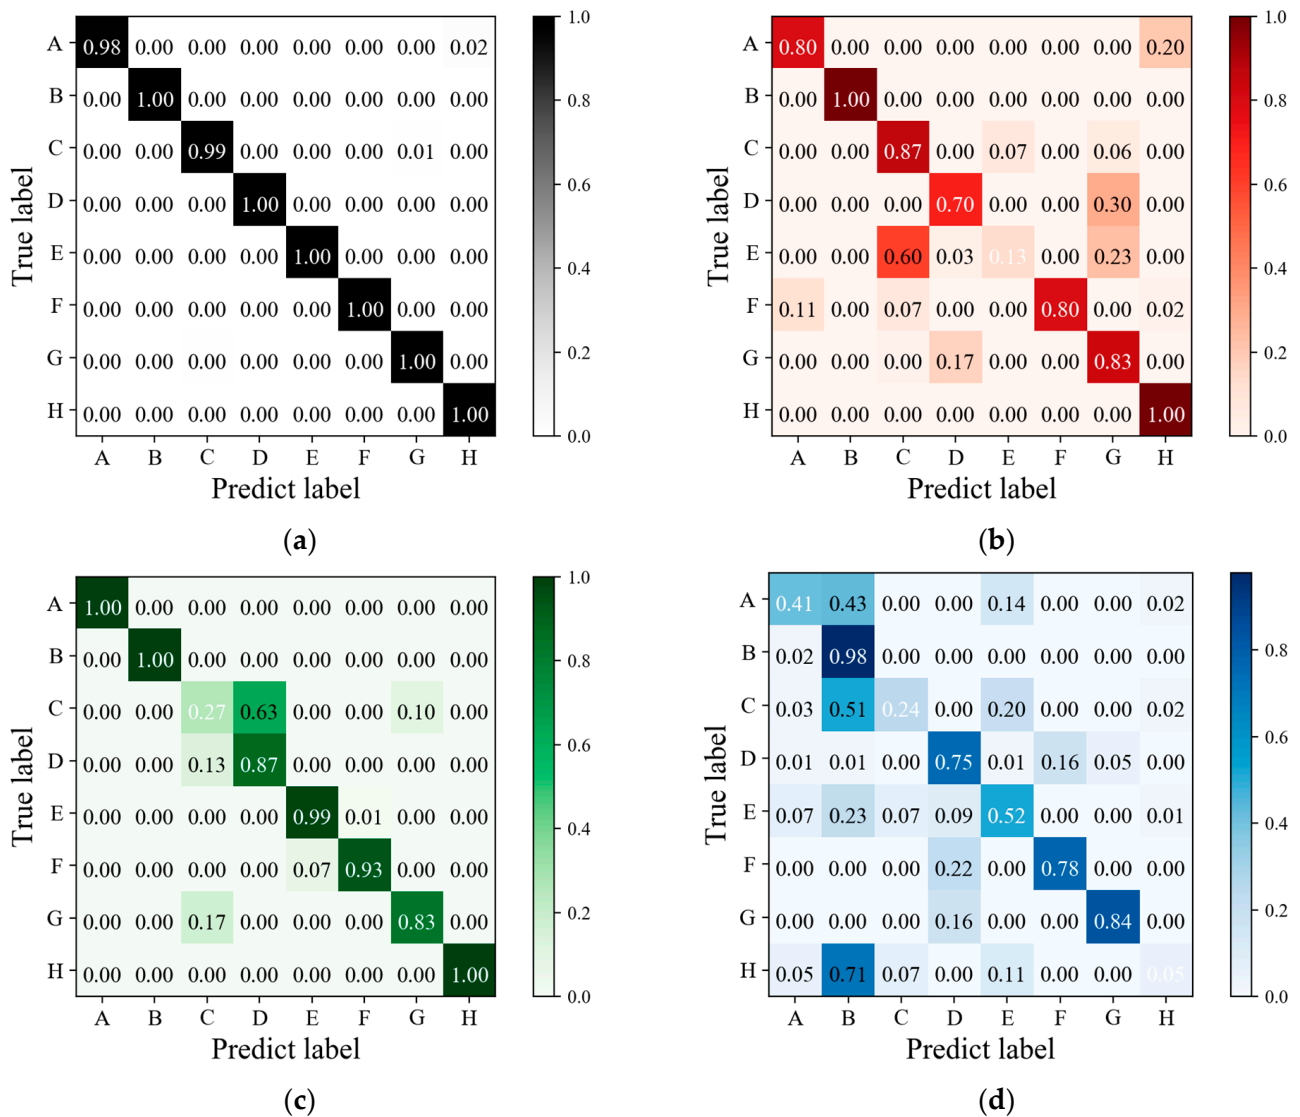 A 0.98 0.00 0.00 0.00 0.00 0.00 0.00 0.02
B 0.00 1.00 0.00 0.00 0.00 0.00 0.00 0.00
C 0.00 0.00 0.99 0.00 0.00 0.00 0.01 0.00
D 0.00 0.00 0.00 1.00 0.00 0.00 0.00 0.00
E 0.00 0.00 0.00 0.00 1.00 0.00 0.00 0.00
F 0.00 0.00 0.00 0.00 0.00 1.00 0.00 0.00
G 0.00 0.00 0.00 0.00 0.00 0.00 1.00 0.00
H 0.00 0.00 0.00 0.00 0.00 0.00 0.00 1.00
A B C D E F G H
True label
Predict label
1.0
0.8
0.6
0.4
0.2
0.0
(a)
A 0.80 0.00 0.00 0.00 0.00 0.00 0.00 0.20
B 0.00 1.00 0.00 0.00 0.00 0.00 0.00 0.00
C 0.00 0.00 0.87 0.00 0.07 0.00 0.06 0.00
D 0.00 0.00 0.00 0.70 0.00 0.00 0.30 0.00
E 0.00 0.00 0.60 0.03 0.13 0.00 0.23 0.00
F 0.11 0.00 0.07 0.00 0.00 0.80 0.00 0.02
G 0.00 0.00 0.00 0.17 0.00 0.00 0.83 0.00
H 0.00 0.00 0.00 0.00 0.00 0.00 0.00 1.00
A B C D E F G H
True label
Predict label
1.0
0.8
0.6
0.4
0.2
0.0
(b)
A 1.00 0.00 0.00 0.00 0.00 0.00 0.00 0.00
B 0.00 1.00 0.00 0.00 0.00 0.00 0.00 0.00
C 0.00 0.00 0.27 0.63 0.00 0.00 0.10 0.00
D 0.00 0.00 0.13 0.87 0.00 0.00 0.00 0.00
E 0.00 0.00 0.00 0.00 0.99 0.01 0.00 0.00
F 0.00 0.00 0.00 0.00 0.07 0.93 0.00 0.00
G 0.00 0.00 0.17 0.00 0.00 0.00 0.83 0.00
H 0.00 0.00 0.00 0.00 0.00 0.00 0.00 1.00
A B C D E F G H
True label
Predict label
1.0
0.8
0.6
0.4
0.2
0.0
(c)
A 0.41 0.43 0.00 0.00 0.14 0.00 0.00 0.02
B 0.02 0.98 0.00 0.00 0.00 0.00 0.00 0.00
C 0.03 0.51 0.24 0.00 0.20 0.00 0.00 0.02
D 0.01 0.01 0.00 0.75 0.01 0.16 0.05 0.00
E 0.07 0.23 0.07 0.09 0.52 0.00 0.00 0.01
F 0.00 0.00 0.00 0.22 0.00 0.78 0.00 0.00
G 0.00 0.00 0.00 0.16 0.00 0.00 0.84 0.00
H 0.05 0.71 0.07 0.00 0.11 0.00 0.00 0.05
A B C D E F G H
True label
Predict label
0.8
0.6
0.4
0.2
0.0
(d)